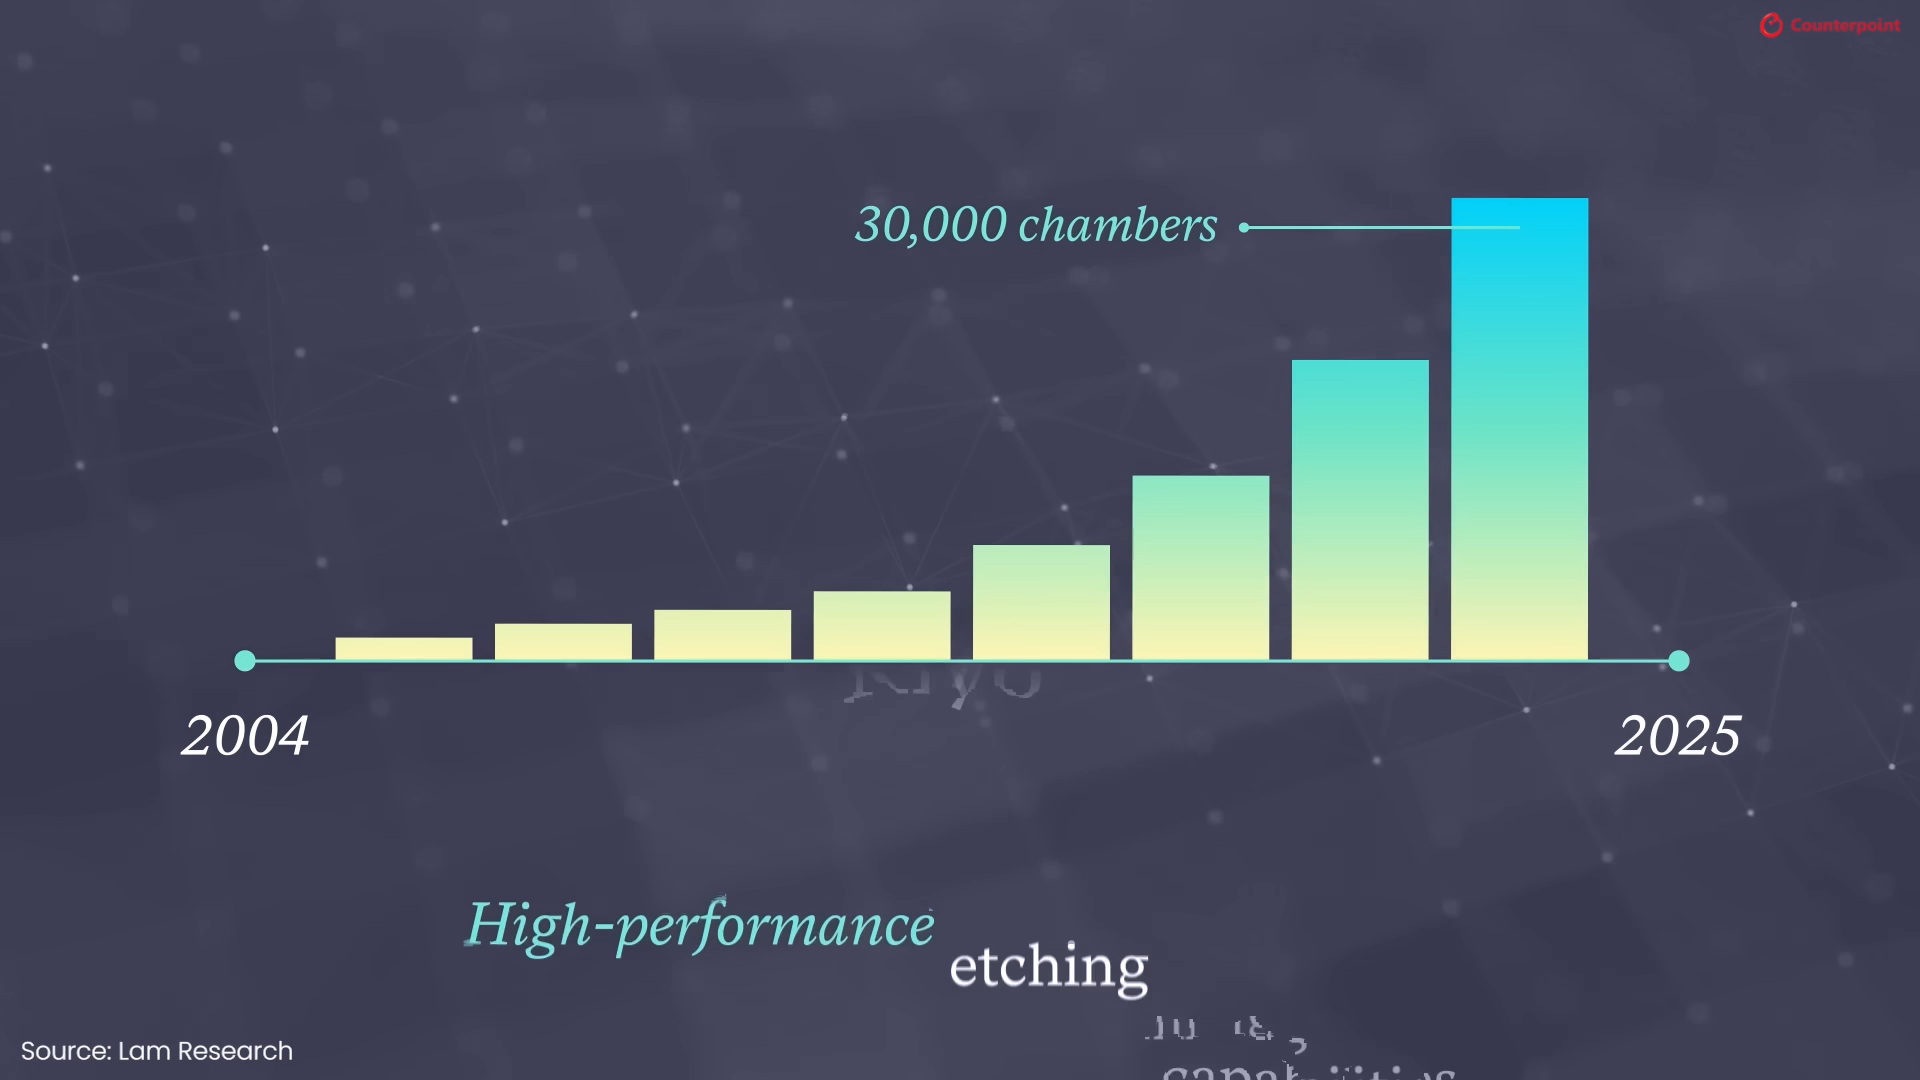 Counterpoint
30,000 chambers
2004
2025
High-performance
etching
Source: Lam Research